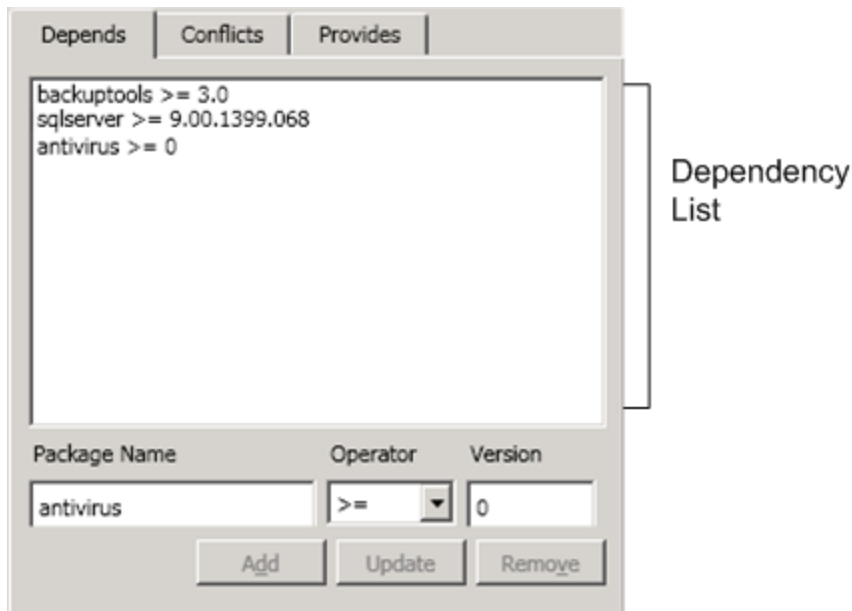 Depends Conflicts Provides
backuptools >= 3.0
sqlserver >= 9.00.1399.068
antivirus >= 0
Dependency
List
Package Name Operator Version
antivirus >= 0
Add Update Remove